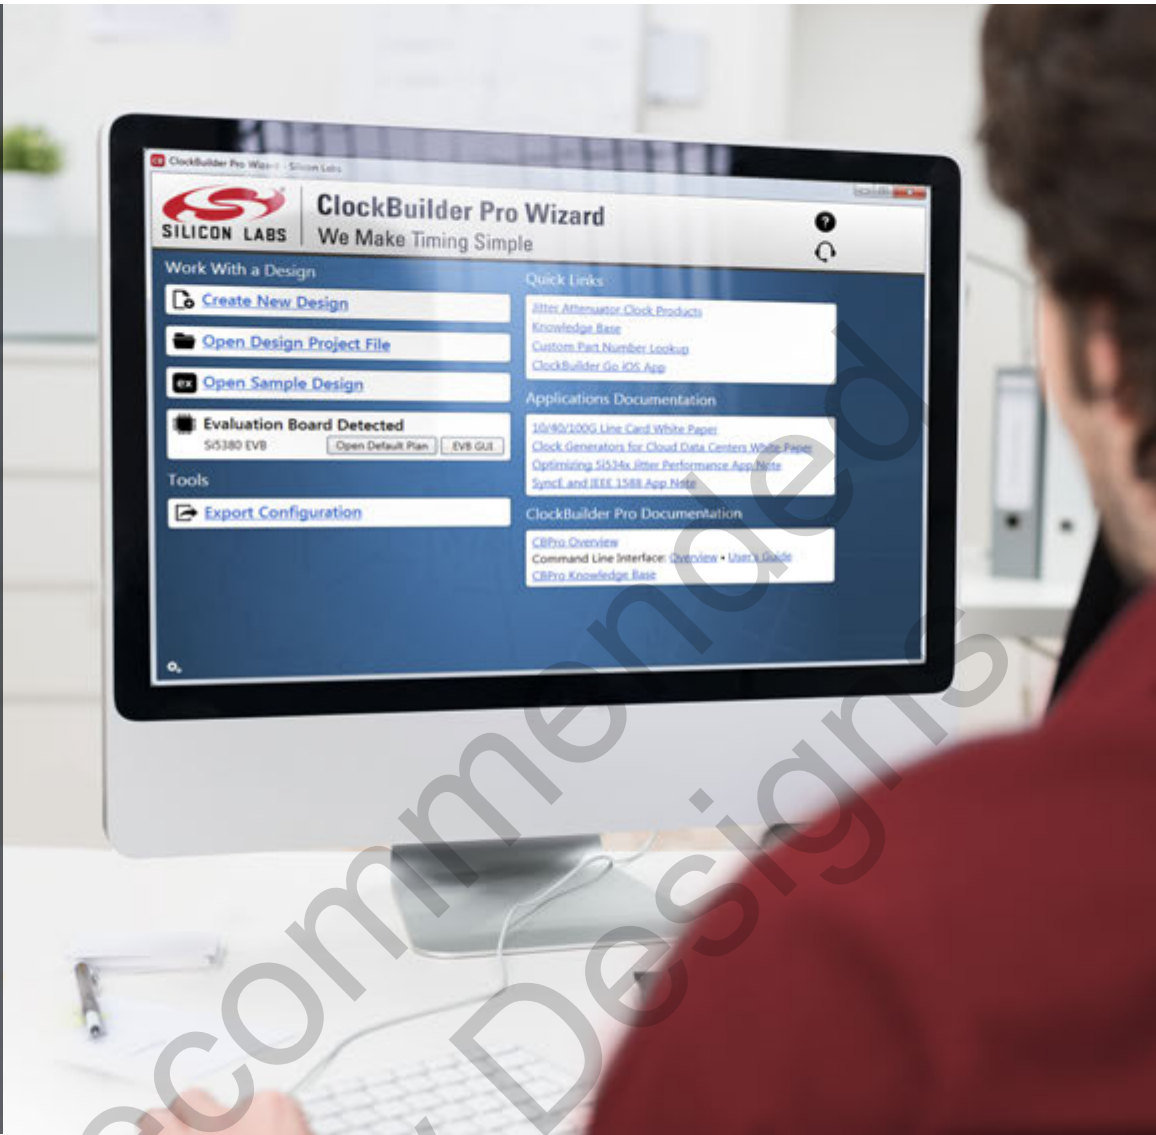 ClockBuilder Pro Wizard - Silicon Labs
SILICON LABS
ClockBuilder Pro Wizard
We Make Timing Simple
?
Work With a Design
Create New Design
Open Design Project File
ex Open Sample Design
Evaluation Board Detected
Si5380 EVB
Open Default Plan
EVB GUI
Tools
Export Configuration
Quick Links
Jitter Attenuator Clock Products
Knowledge Base
Custom Part Number Lookup
ClockBuilder Go iOS App
Applications Documentation
10/40/100G Line Card White Paper
Clock Generators for Cloud Data Centers White Paper
Optimizing Si534x Jitter Performance App Note
SyncE and IEEE 1588 App Note
ClockBuilder Pro Documentation
CBPro Overview
Command Line Interface: Overview • User's Guide
CBPro Knowledge Base
ecommended
Designs